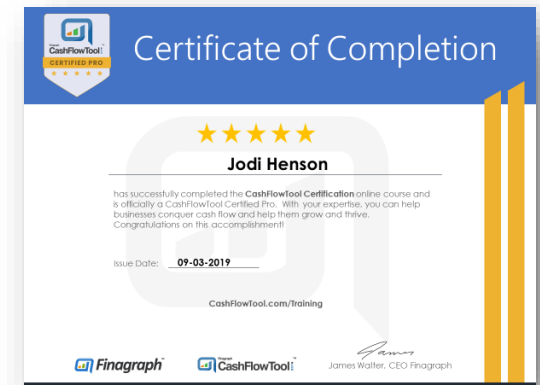 CashFlowTool
CERTIFIED PRO
Certificate of Completion
Jodi Henson
has successfully completed the CashFlowTool Certification online course and
is officially a CashFlowTool Certified Pro. With your expertise, you can help
businesses conquer cash flow and help them grow and thrive.
Congratulations on this accomplishment!
Issue Date: 09-03-2019
CashFlowTool.com/Training
Finagraph
CashFlowTool
James
James Walter, CEO Finagraph